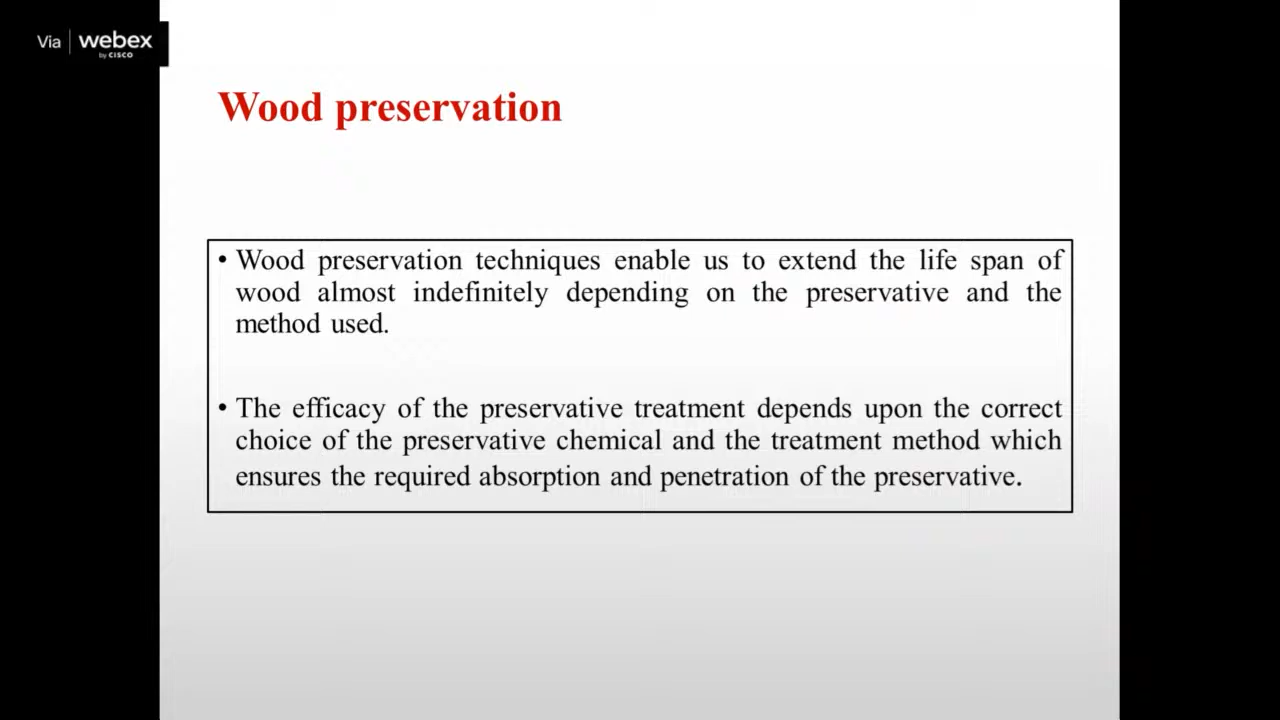 Via webex
by CISCO
Wood preservation
• Wood preservation techniques enable us to extend the life span of
wood almost indefinitely depending on the preservative and the
method used.
• The efficacy of the preservative treatment depends upon the correct
choice of the preservative chemical and the treatment method which
ensures the required absorption and penetration of the preservative.